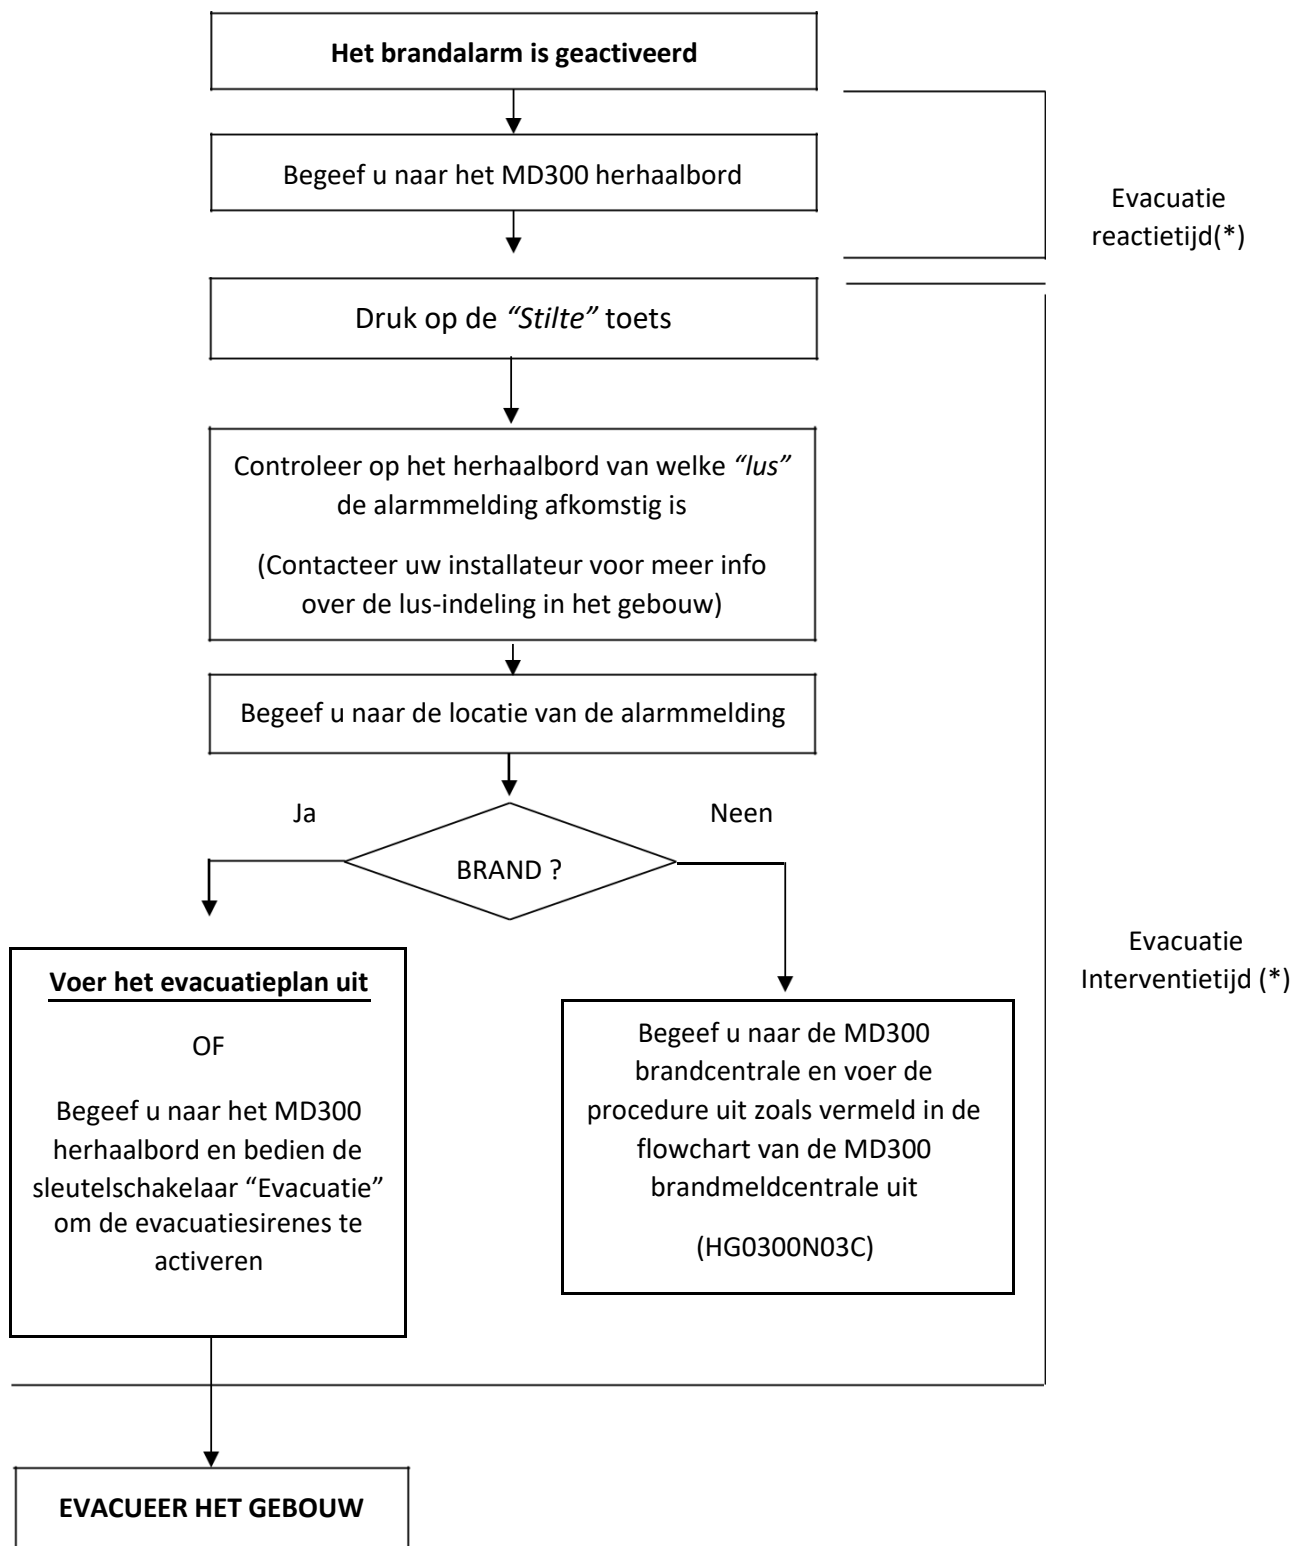 Het brandalarm is geactiveerd
Begeef u naar het MD300 herhaalbord
Evacuatie
reactietijd(*)
Druk op de “Stilte” toets
Controleer op het herhaalbord van welke “lus”
de alarmmelding afkomstig is
(Contacteer uw installateur voor meer info
over de lus-indeling in het gebouw)
Begeef u naar de locatie van de alarmmelding
Ja
Neen
BRAND ?
Voer het evacuatieplan uit
OF
Begeef u naar het MD300
herhaalbord en bedien de
sleutelschakelaar “Evacuatie”
om de evacuatiesirenes te
activeren
Begeef u naar de MD300
brandcentrale en voer de
procedure uit zoals vermeld in de
flowchart van de MD300
brandmeldcentrale uit
(HG0300N03C)
Evacuatie
Interventietijd (*)
EVACUEER HET GEBOUW